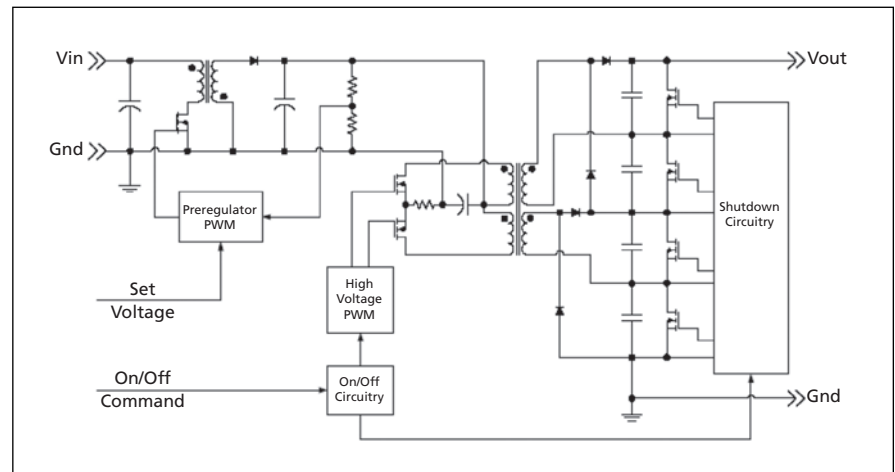 Vin
Vout
Gnd
Preregulator
PWM
Shutdown
Circuitry
Set
Voltage
High
Voltage
PWM
On/Off
Command
On/Off
Circuitry
Gnd